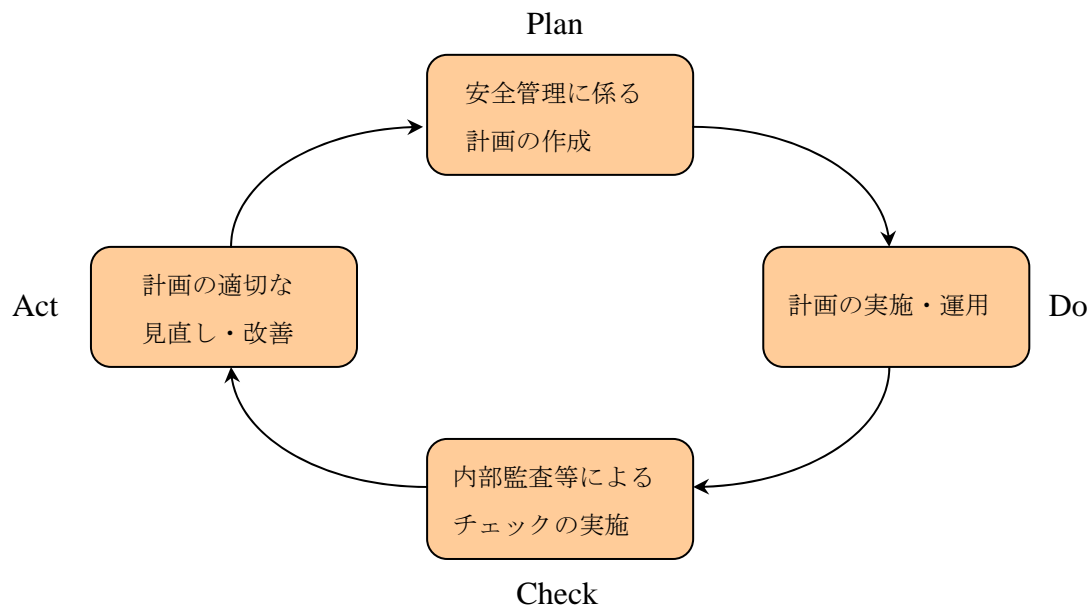 Plan
安全管理に係る
計画の作成
計画の適切な
見直し・改善
Act
計画の実施・運用
Do
内部監査等による
チェックの実施
Check